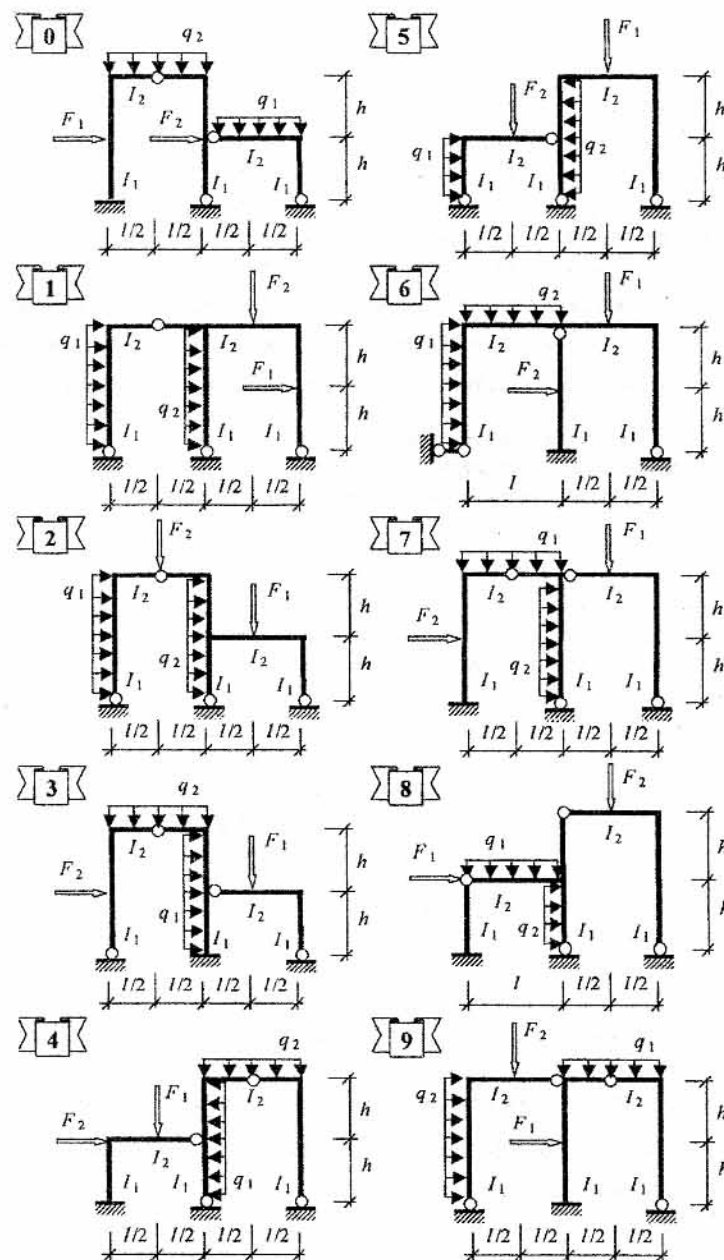 0
q₂
I₂
F₁
F₂
q₁
I₂
h
h
I₁ I₁ I₁
l/2 l/2 l/2 l/2
5
F₁
F₂
I₂
q₁
I₂
q₂
h
h
I₁ I₁ I₁
l/2 l/2 l/2 l/2
1
F₂
q₁
I₂ I₂
F₁
q₂
h
h
I₁ I₁ I₁
l/2 l/2 l/2 l/2
6
q₂
F₁
q₁
I₂ I₂
F₂
h
h
I₁ I₁ I₁
l l/2 l/2
2
F₂
q₁
I₂
F₁
q₂
I₂
h
h
I₁ I₁ I₁
l/2 l/2 l/2 l/2
7
q₁
F₁
I₂ I₂
F₂
q₂
h
h
I₁ I₁ I₁
l/2 l/2 l/2 l/2
3
q₂
I₂
F₁
F₂
q₁
I₂
h
h
I₁ I₁ I₁
l/2 l/2 l/2 l/2
8
F₂
I₂
q₁
F₁
I₂
q₂
h
h
I₁ I₁ I₁
l l/2 l/2
4
q₂
F₁
I₂
F₂
I₂
q₁
h
h
I₁ I₁ I₁
l/2 l/2 l/2 l/2
9
F₂
q₁
q₂
I₂ I₂
F₁
h
h
I₁ I₁ I₁
l/2 l/2 l/2 l/2